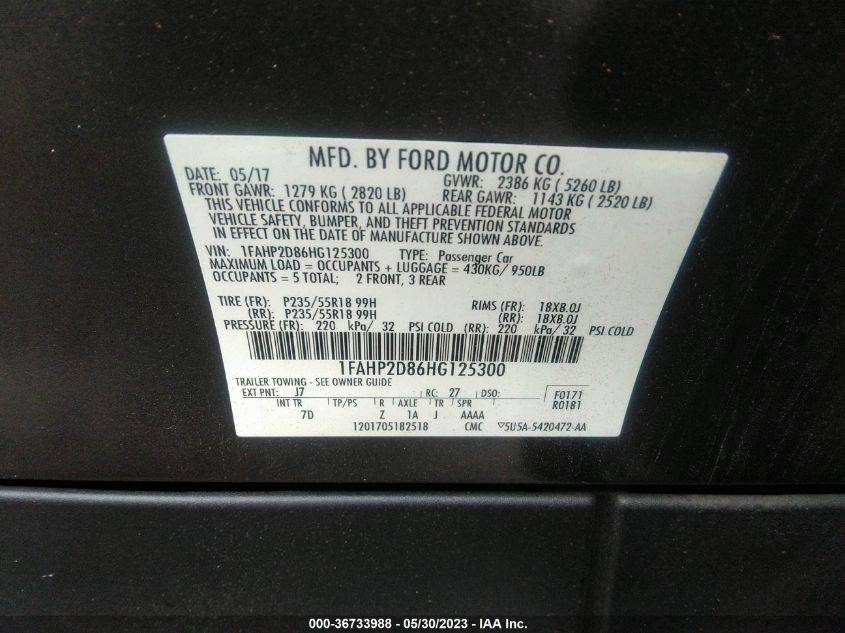 MFD. BY FORD MOTOR CO.
DATE: 05/17 GVWR: 2386 KG ( 5260 LB)
FRONT GAWR: 1279 KG ( 2820 LB) REAR GAWR: 1143 KG ( 2520 LB)
THIS VEHICLE CONFORMS TO ALL APPLICABLE FEDERAL MOTOR
VEHICLE SAFETY, BUMPER, AND THEFT PREVENTION STANDARDS
IN EFFECT ON THE DATE OF MANUFACTURE SHOWN ABOVE.
VIN: 1FAHP2D86HG125300 TYPE: Passenger Car
MAXIMUM LOAD = OCCUPANTS + LUGGAGE = 430KG/ 950LB
OCCUPANTS = 5 TOTAL; 2 FRONT, 3 REAR
TIRE (FR): P235/55R18 99H RIMS (FR): 18X8.0J
(RR): P235/55R18 99H (RR): 18X8.0J
PRESSURE (FR): 220 kPa/ 32 PSI COLD (RR): 220 kPa/ 32 PSI COLD
1FAHP2D86HG125300
TRAILER TOWING - SEE OWNER GUIDE
EXT PNT: J7 RC: 27 DSO: F0171
INT TR TP/PS R AXLE TR SPR R0181
7D Z 1A J AAAA
1201705182518 CMC ▽5U5A-5420472-AA
000-36733988 / 05/30/2023 - IAA Inc.